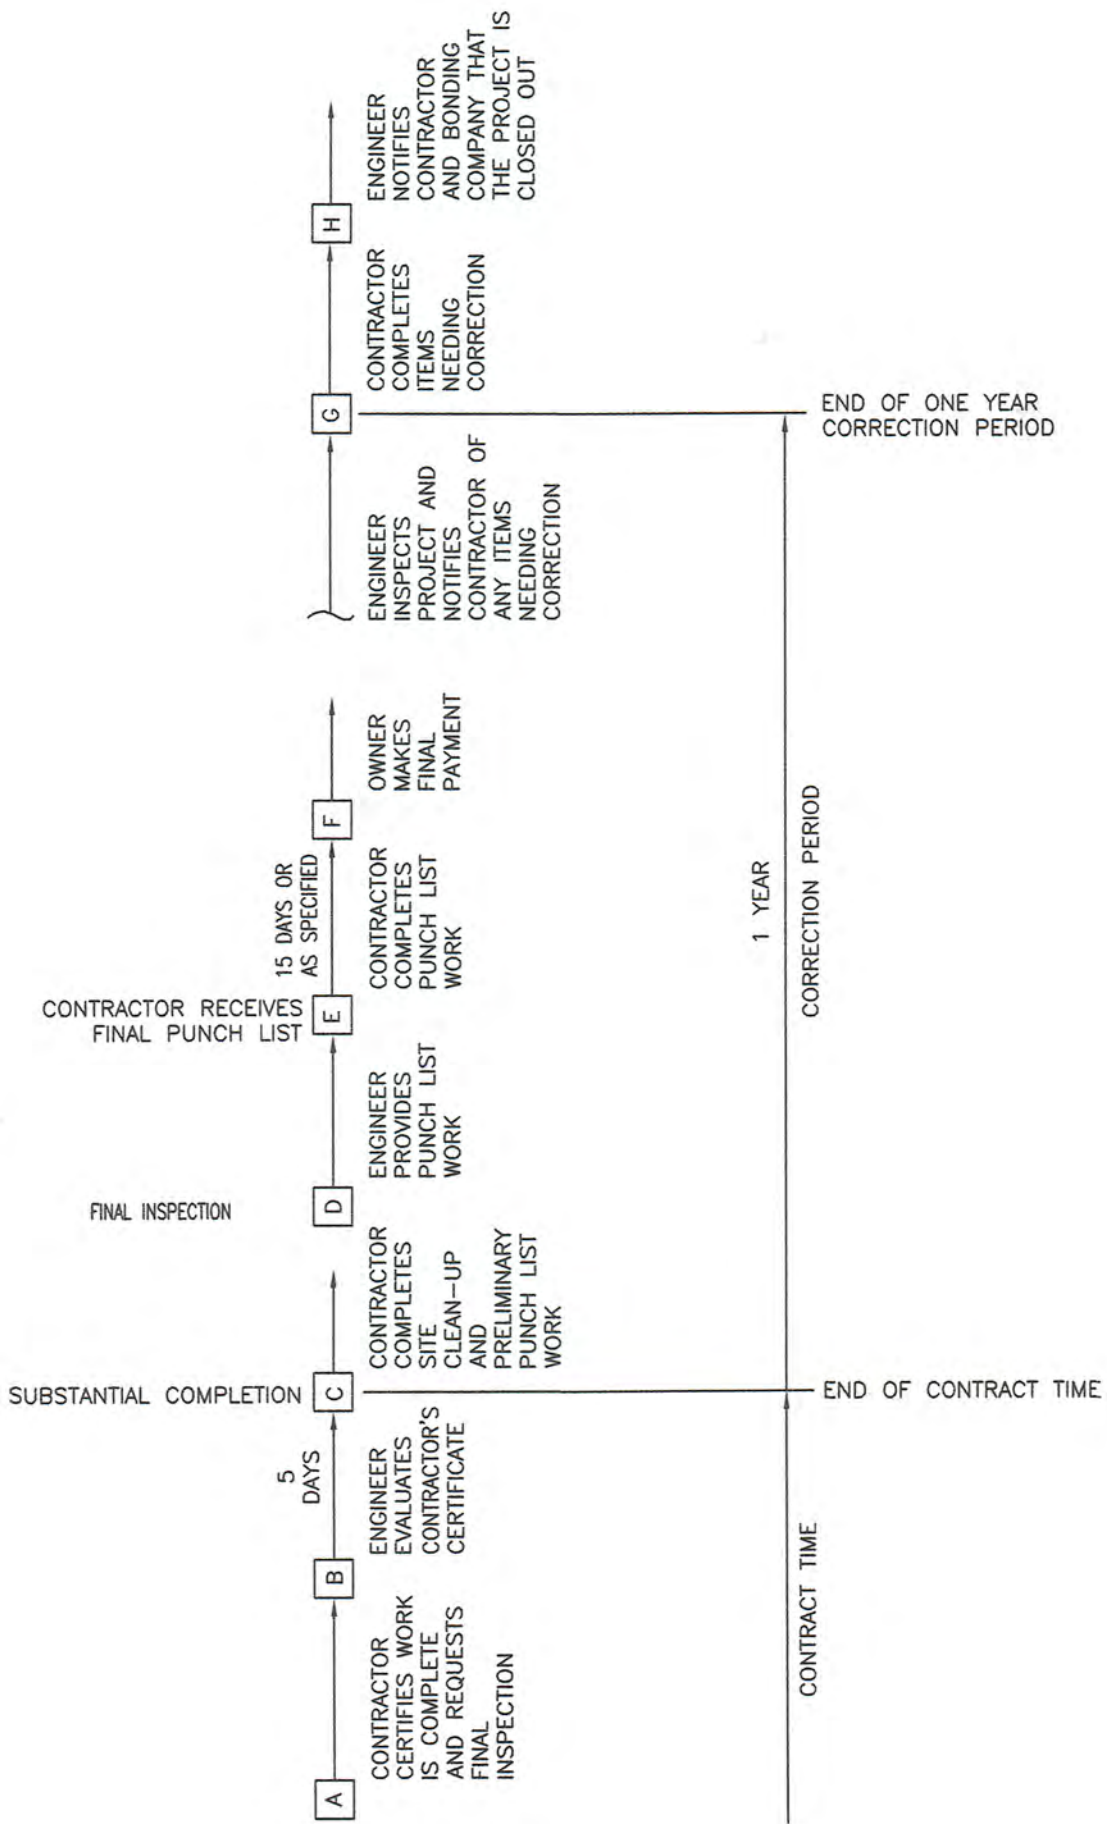 A
CONTRACTOR
CERTIFIES WORK
IS COMPLETE
AND REQUESTS
FINAL
INSPECTION
B
5
DAYS
ENGINEER
EVALUATES
CONTRACTOR'S
CERTIFICATE
SUBSTANTIAL COMPLETION
C
CONTRACTOR
COMPLETES
SITE
CLEAN-UP
AND
PRELIMINARY
PUNCH LIST
WORK
FINAL INSPECTION
D
ENGINEER
PROVIDES
PUNCH LIST
WORK
CONTRACTOR RECEIVES
FINAL PUNCH LIST
E
15 DAYS OR
AS SPECIFIED
CONTRACTOR
COMPLETES
PUNCH LIST
WORK
F
OWNER
MAKES
FINAL
PAYMENT
ENGINEER
INSPECTS
PROJECT AND
NOTIFIES
CONTRACTOR OF
ANY ITEMS
NEEDING
CORRECTION
G
CONTRACTOR
COMPLETES
ITEMS
NEEDING
CORRECTION
H
ENGINEER
NOTIFIES
CONTRACTOR
AND BONDING
COMPANY THAT
THE PROJECT IS
CLOSED OUT
CONTRACT TIME
END OF CONTRACT TIME
1 YEAR
CORRECTION PERIOD
END OF ONE YEAR
CORRECTION PERIOD